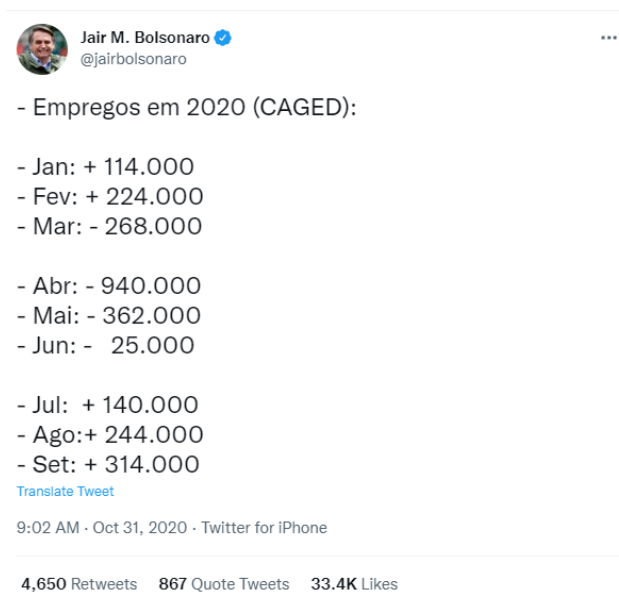 Jair M. Bolsonaro
@jairbolsonaro
- Empregos em 2020 (CAGED):
- Jan: + 114.000
- Fev: + 224.000
- Mar: - 268.000
- Abr: - 940.000
- Mai: - 362.000
- Jun: -   25.000
- Jul:  + 140.000
- Ago:+ 244.000
- Set: + 314.000
Translate Tweet
9:02 AM · Oct 31, 2020 · Twitter for iPhone
4,650 Retweets   867 Quote Tweets   33.4K Likes